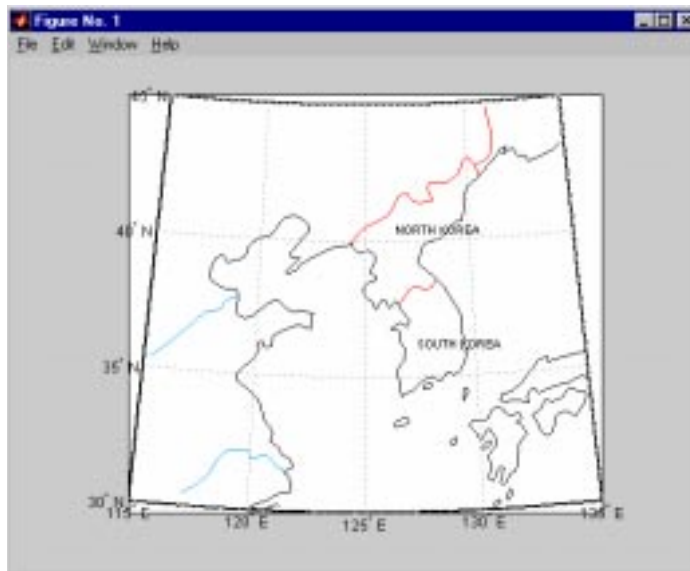 Figure No. 1
File Edit Window Help
45° N
40° N
NORTH KOREA
SOUTH KOREA
35° N
30° N
115° E
120° E
125° E
130° E
135° E